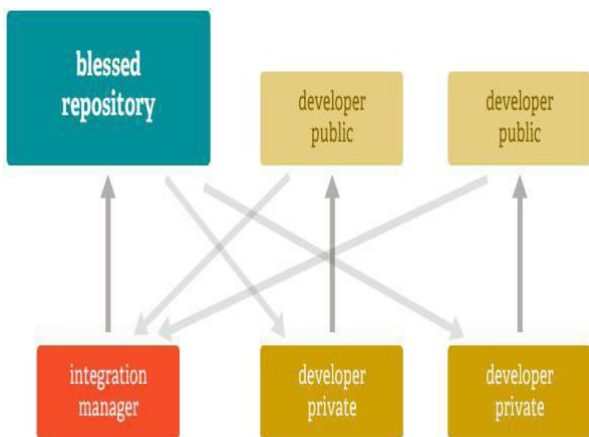 blessed
repository
developer
public
developer
public
integration
manager
developer
private
developer
private